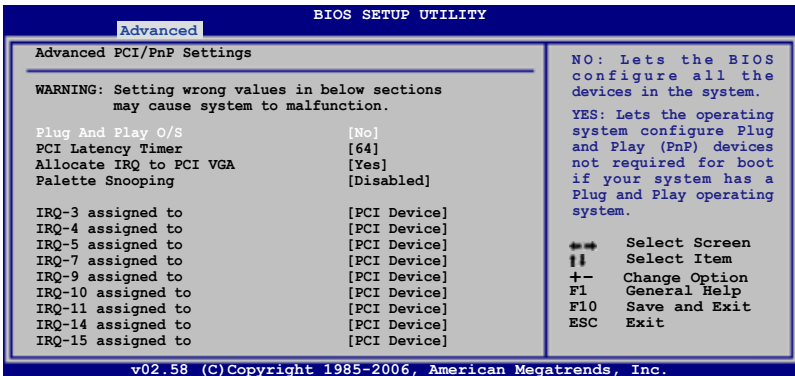 BIOS SETUP UTILITY
Advanced
Advanced PCI/PnP Settings
WARNING: Setting wrong values in below sections
may cause system to malfunction.
Plug And Play O/S [No]
PCI Latency Timer [64]
Allocate IRQ to PCI VGA [Yes]
Palette Snooping [Disabled]
IRQ-3 assigned to [PCI Device]
IRQ-4 assigned to [PCI Device]
IRQ-5 assigned to [PCI Device]
IRQ-7 assigned to [PCI Device]
IRQ-9 assigned to [PCI Device]
IRQ-10 assigned to [PCI Device]
IRQ-11 assigned to [PCI Device]
IRQ-14 assigned to [PCI Device]
IRQ-15 assigned to [PCI Device]
NO: Lets the BIOS
configure all the
devices in the system.
YES: Lets the operating
system configure Plug
and Play (PnP) devices
not required for boot
if your system has a
Plug and Play operating
system.
Select Screen
Select Item
+- Change Option
F1 General Help
F10 Save and Exit
ESC Exit
v02.58 (C)Copyright 1985-2006, American Megatrends, Inc.